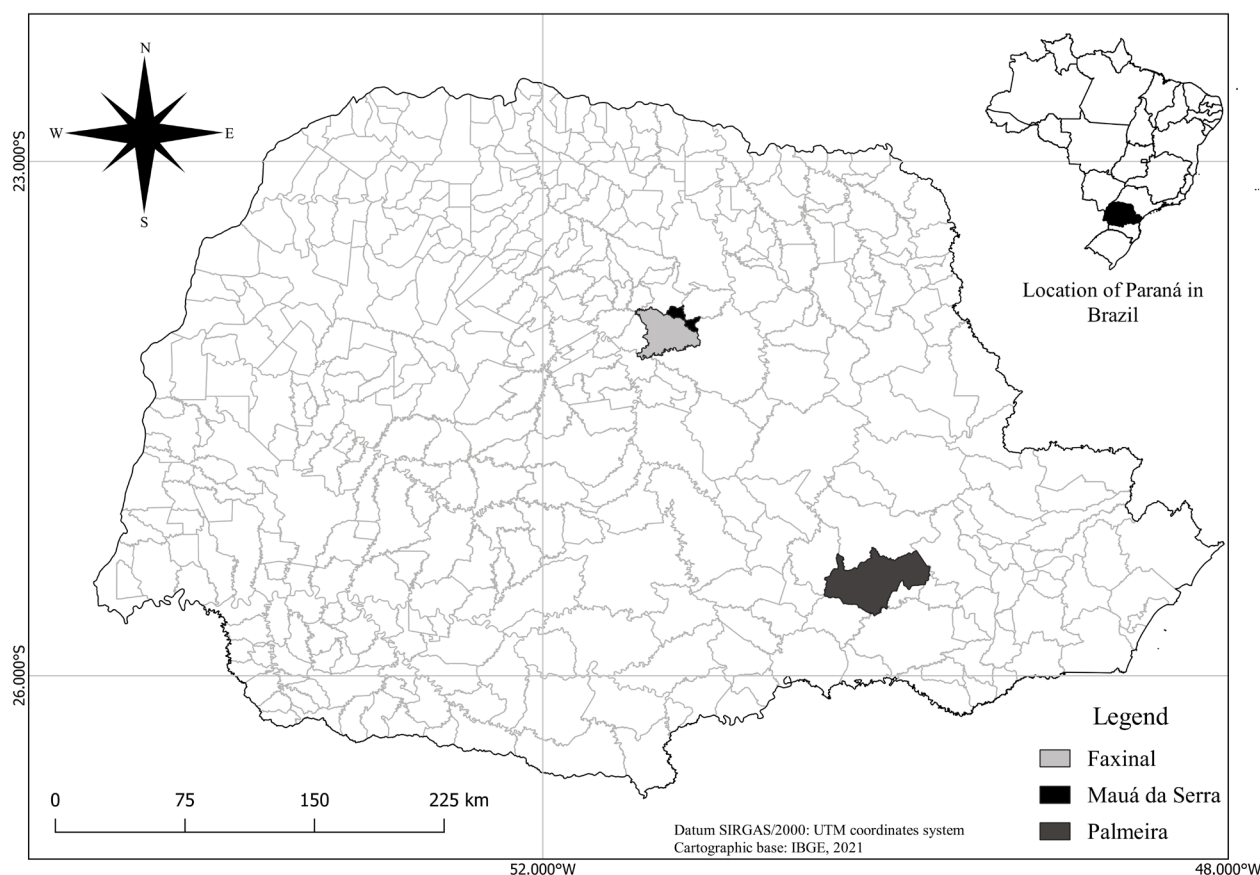 N
W
E
S
23.000°S
Location of Paraná in
Brazil
26.000°S
Legend
Faxinal
Mauá da Serra
Palmeira
0 75 150 225 km
Datum SIRGAS/2000: UTM coordinates system
Cartographic base: IBGE, 2021
52.000°W
48.000°W